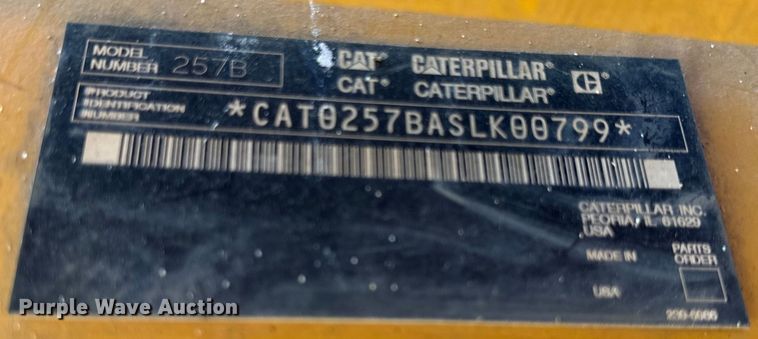 MODEL
NUMBER 257B
CAT CATERPILLAR® C®
CAT® CATERPILLAR®
PRODUCT
IDENTIFICATION
NUMBER *CAT0257BASLK00799*
CATERPILLAR INC.
PEORIA, IL 61629
USA
MADE IN
PARTS
ORDER
USA
Purple Wave Auction